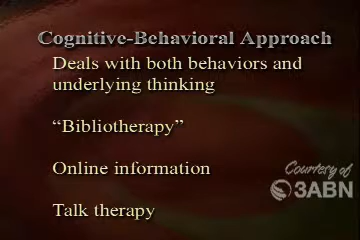 Cognitive-Behavioral Approach
Deals with both behaviors and
underlying thinking
“Bibliotherapy”
Online information
Talk therapy
Courtesy of
3ABN